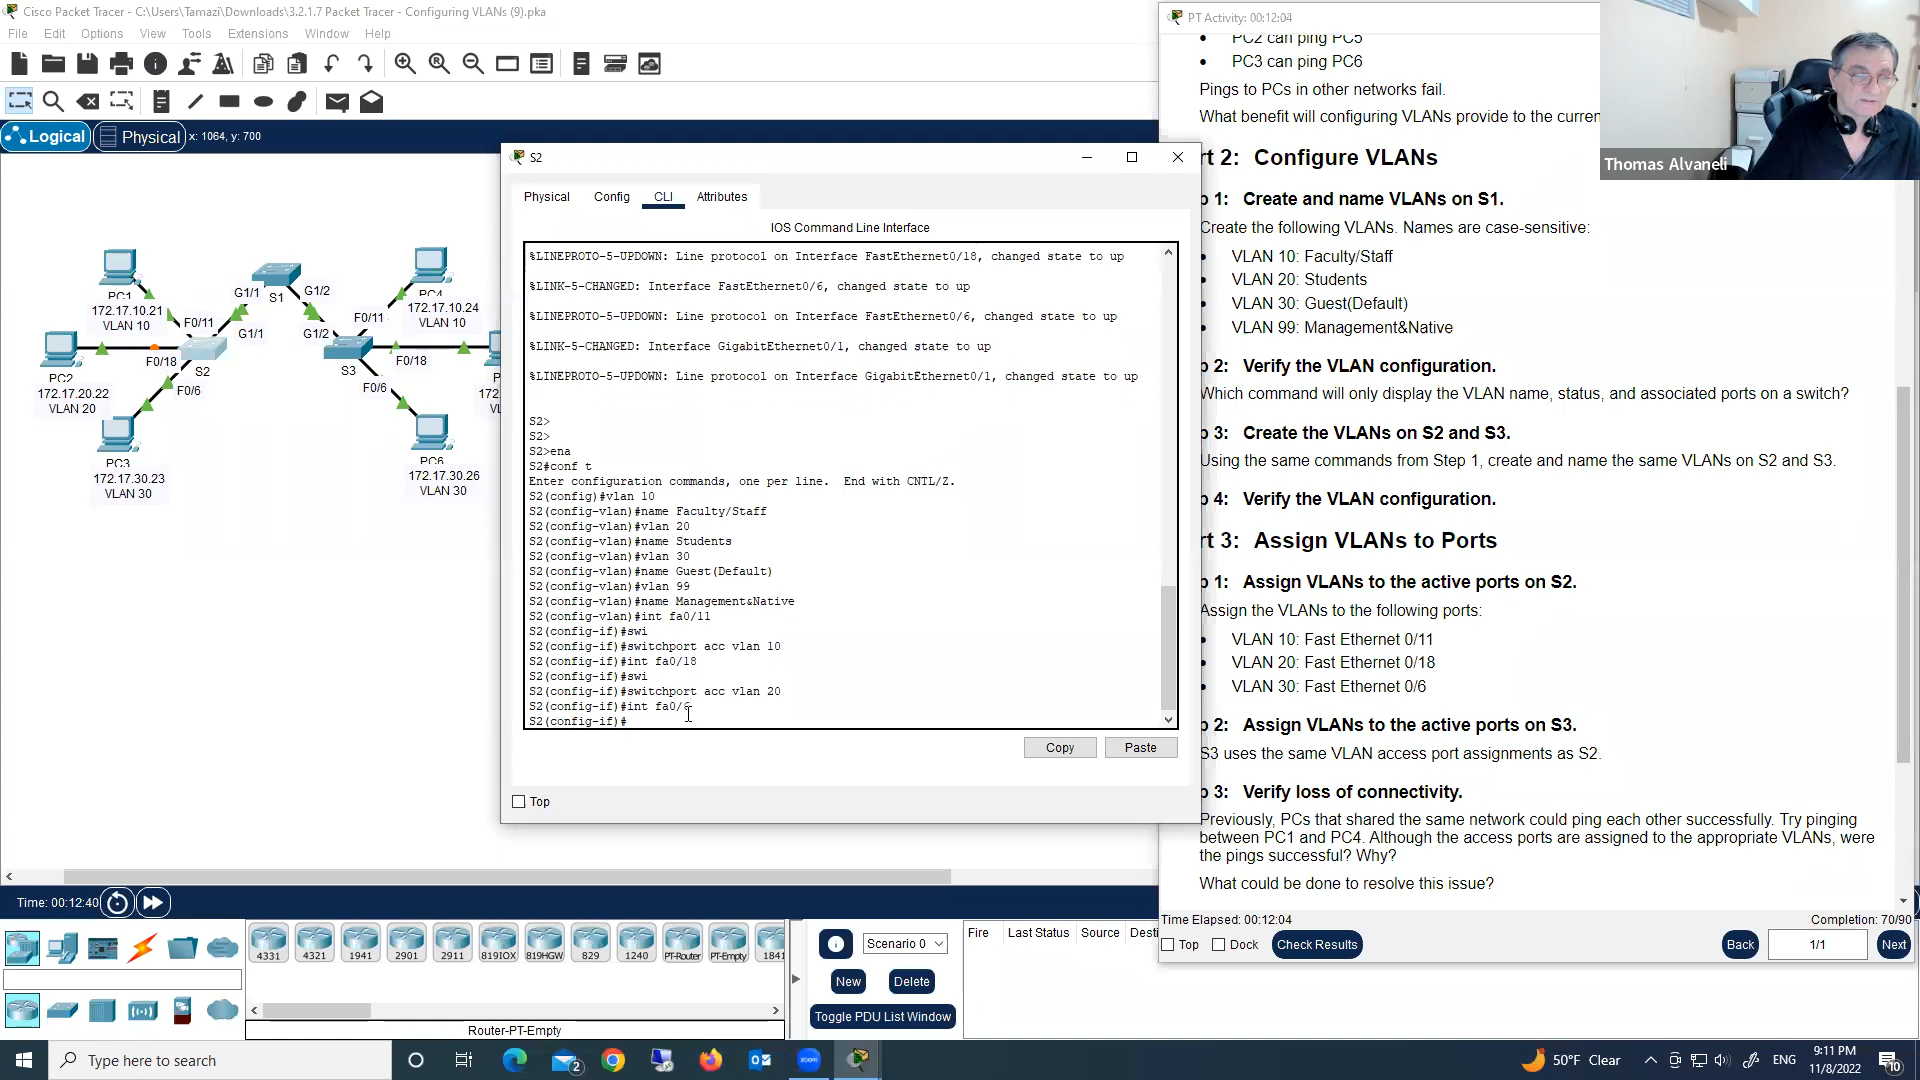 Cisco Packet Tracer - C:\Users\Tamazi\Downloads\3.2.1.7 Packet Tracer - Configuring VLANs (9).pka
File Edit Options View Tools Extensions Window Help
Logical Physical x: 1064, y: 700
PC1
172.17.10.21
VLAN 10
G1/1
S1
G1/2
PC4
172.17.10.24
VLAN 10
F0/11
G1/1
G1/2
F0/11
F0/18
S2
S3
F0/18
PC2
172.17.20.22
VLAN 20
F0/6
F0/6
172.
PC3
172.17.30.23
VLAN 30
PC6
172.17.30.26
VLAN 30
S2
Physical Config CLI Attributes
IOS Command Line Interface
%LINEPROTO-5-UPDOWN: Line protocol on Interface FastEthernet0/18, changed state to up
%LINK-5-CHANGED: Interface FastEthernet0/6, changed state to up
%LINEPROTO-5-UPDOWN: Line protocol on Interface FastEthernet0/6, changed state to up
%LINK-5-CHANGED: Interface GigabitEthernet0/1, changed state to up
%LINEPROTO-5-UPDOWN: Line protocol on Interface GigabitEthernet0/1, changed state to up
S2>
S2>
S2>ena
S2#conf t
Enter configuration commands, one per line. End with CNTL/Z.
S2(config)#vlan 10
S2(config-vlan)#name Faculty/Staff
S2(config-vlan)#vlan 20
S2(config-vlan)#name Students
S2(config-vlan)#vlan 30
S2(config-vlan)#name Guest(Default)
S2(config-vlan)#vlan 99
S2(config-vlan)#name Management&Native
S2(config-vlan)#int fa0/11
S2(config-if)#swi
S2(config-if)#switchport acc vlan 10
S2(config-if)#int fa0/18
S2(config-if)#swi
S2(config-if)#switchport acc vlan 20
S2(config-if)#int fa0/6
S2(config-if)#
Copy Paste
Top
PT Activity: 00:12:04
PC2 can ping PC5
PC3 can ping PC6
Pings to PCs in other networks fail.
What benefit will configuring VLANs provide to the curren
rt 2: Configure VLANs
p 1: Create and name VLANs on S1.
Create the following VLANs. Names are case-sensitive:
VLAN 10: Faculty/Staff
VLAN 20: Students
VLAN 30: Guest(Default)
VLAN 99: Management&Native
p 2: Verify the VLAN configuration.
Which command will only display the VLAN name, status, and associated ports on a switch?
p 3: Create the VLANs on S2 and S3.
Using the same commands from Step 1, create and name the same VLANs on S2 and S3.
p 4: Verify the VLAN configuration.
rt 3: Assign VLANs to Ports
p 1: Assign VLANs to the active ports on S2.
Assign the VLANs to the following ports:
VLAN 10: Fast Ethernet 0/11
VLAN 20: Fast Ethernet 0/18
VLAN 30: Fast Ethernet 0/6
p 2: Assign VLANs to the active ports on S3.
S3 uses the same VLAN access port assignments as S2.
p 3: Verify loss of connectivity.
Previously, PCs that shared the same network could ping each other successfully. Try pinging
between PC1 and PC4. Although the access ports are assigned to the appropriate VLANs, were
the pings successful? Why?
What could be done to resolve this issue?
Time Elapsed: 00:12:04 Completion: 70/90
Top Dock Check Results Back 1/1 Next
Thomas Alvaneli
Time: 00:12:40
4331 4321 1941 2901 2911 819IOX 819HGW 829 1240 PT-Router PT-Empty 1841
Router-PT-Empty
Scenario 0
New Delete
Toggle PDU List Window
Fire Last Status Source Desti
Type here to search
zoom
2
50°F Clear
ENG
9:11 PM
11/8/2022
10